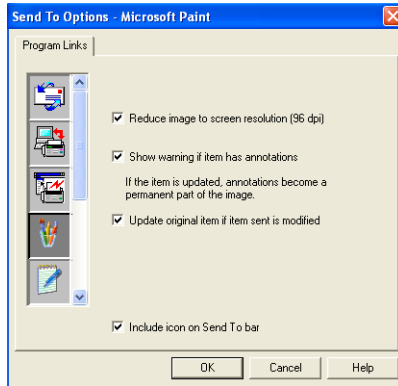 Send To Options - Microsoft Paint
Program Links
Reduce image to screen resolution (96 dpi)
Show warning if item has annotations
If the item is updated, annotations become a
permanent part of the image.
Update original item if item sent is modified
Include icon on Send To bar
OK Cancel Help